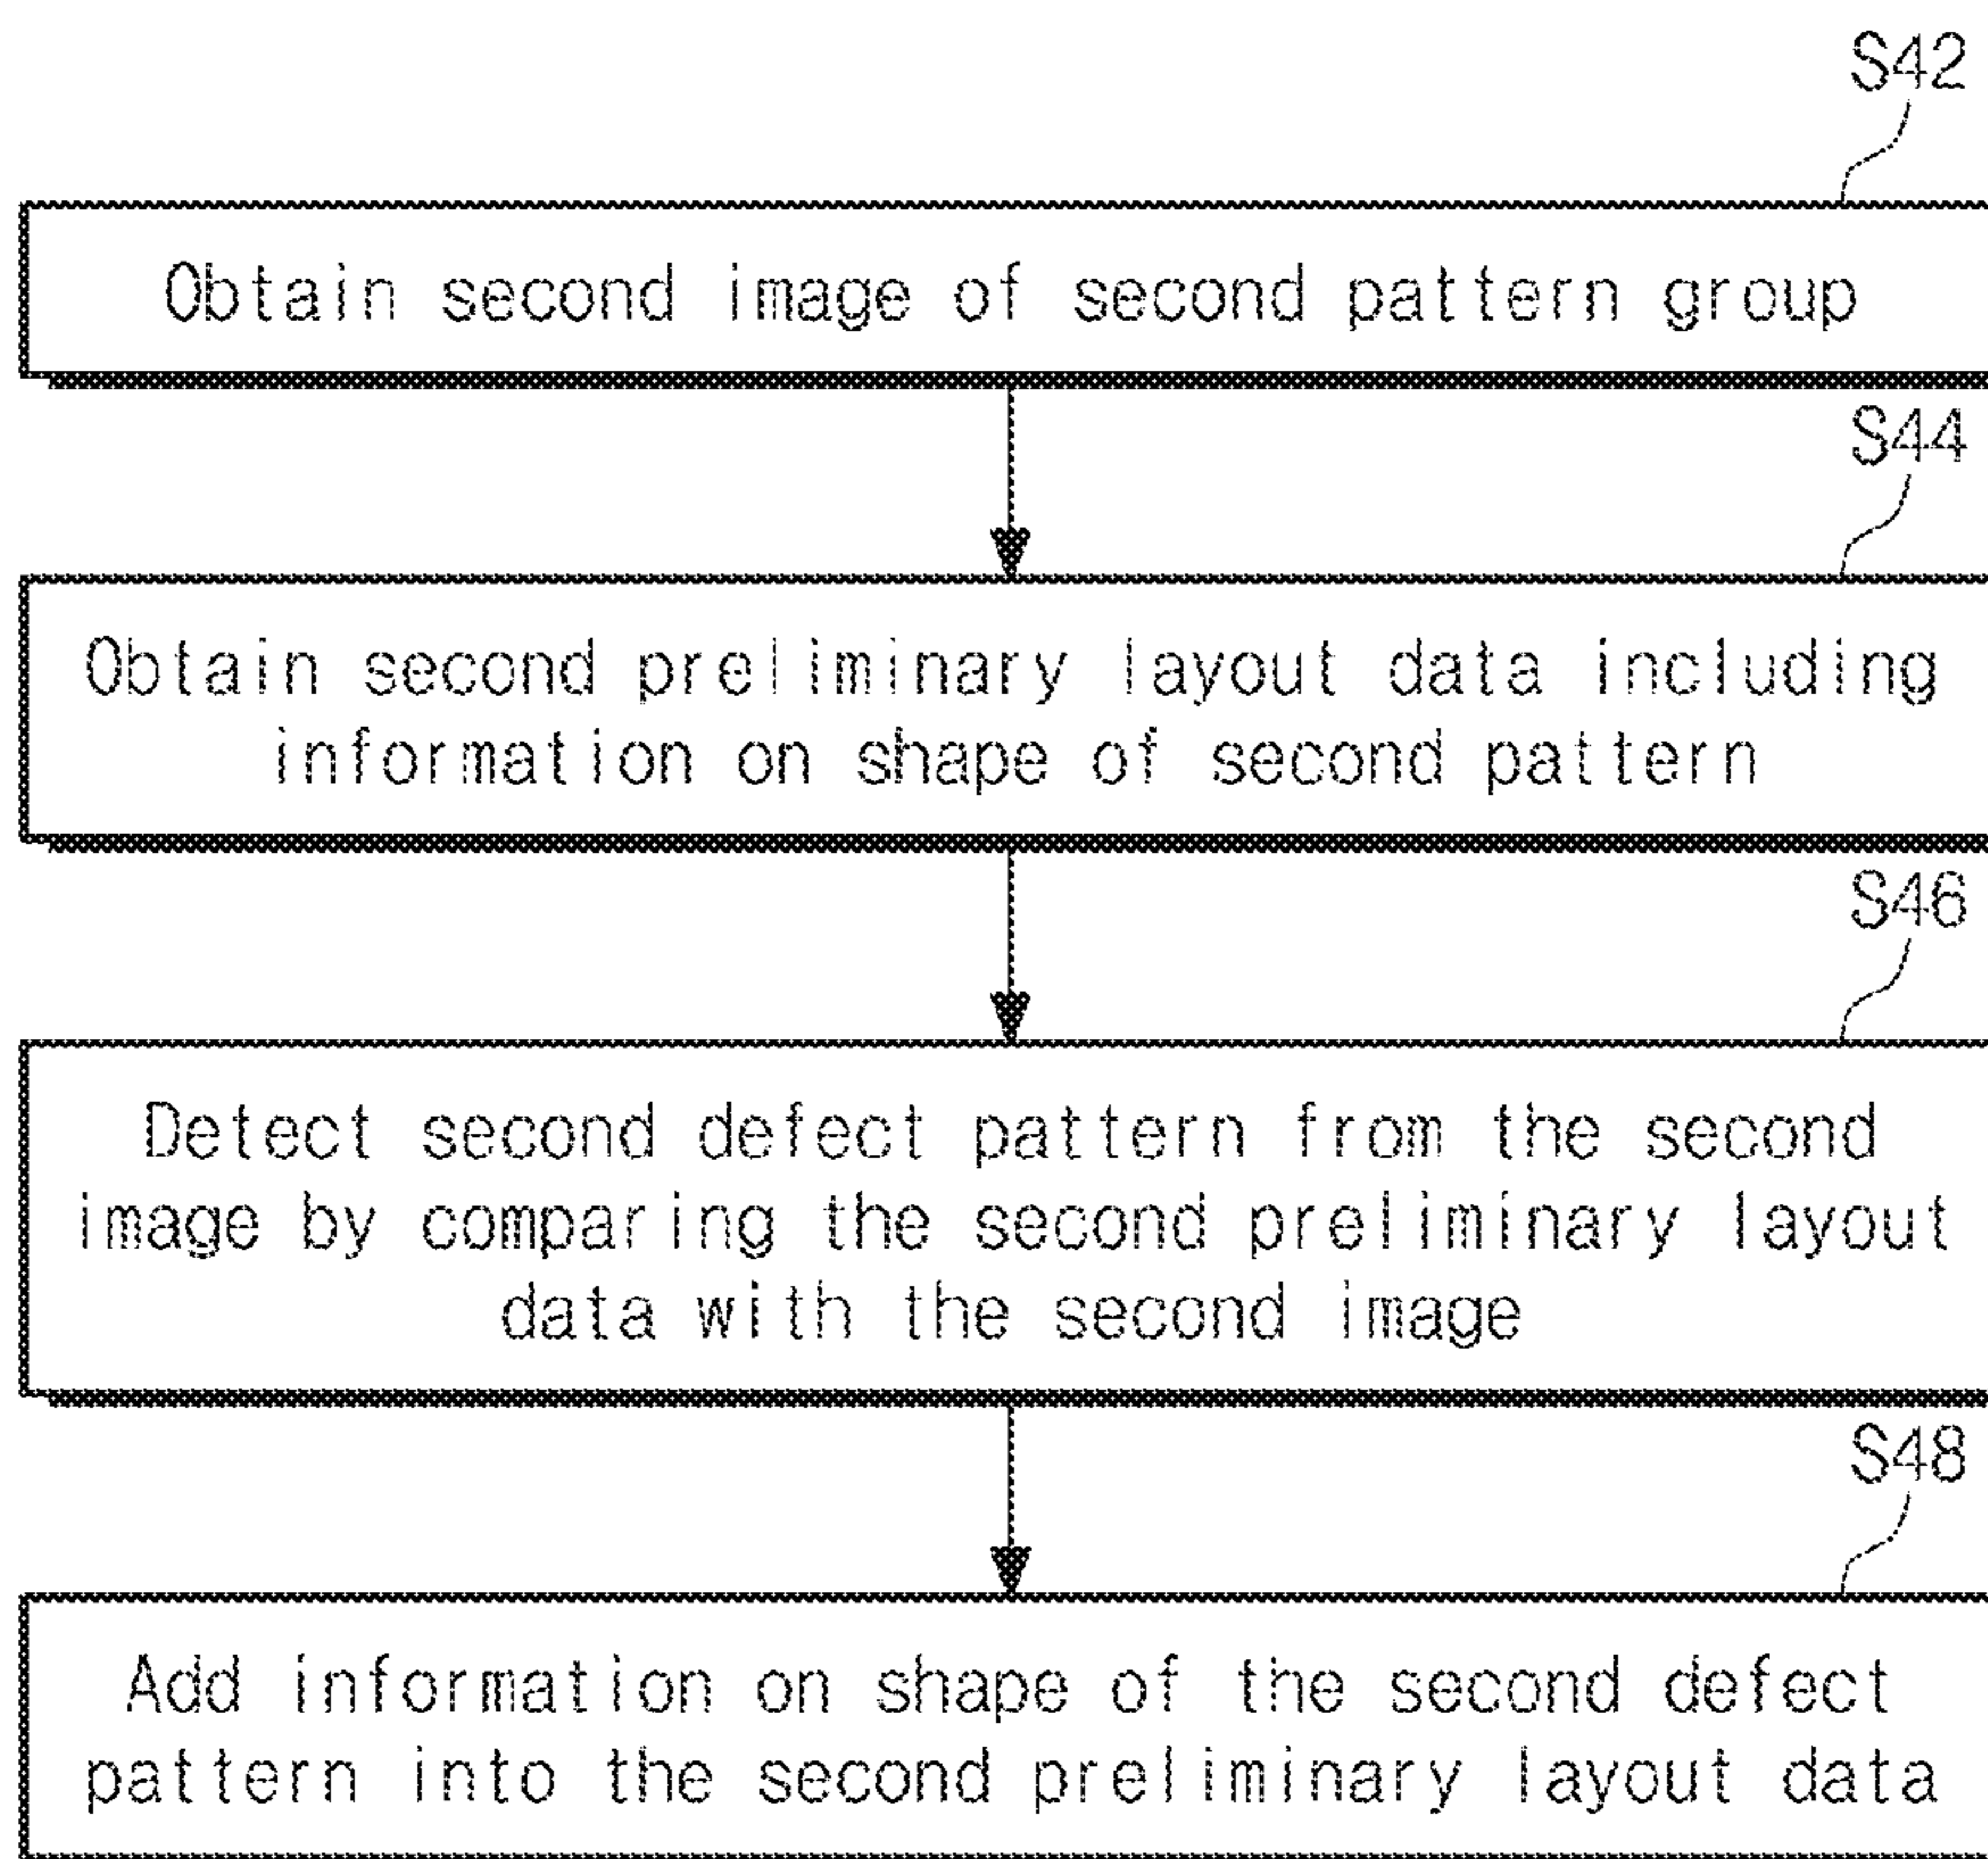 S42
Obtain second image of second pattern group
S44
Obtain second preliminary layout data including
information on shape of second pattern
S46
Detect second defect pattern from the second
image by comparing the second preliminary layout
data with the second image
S48
Add information on shape of the second defect
pattern into the second preliminary layout data